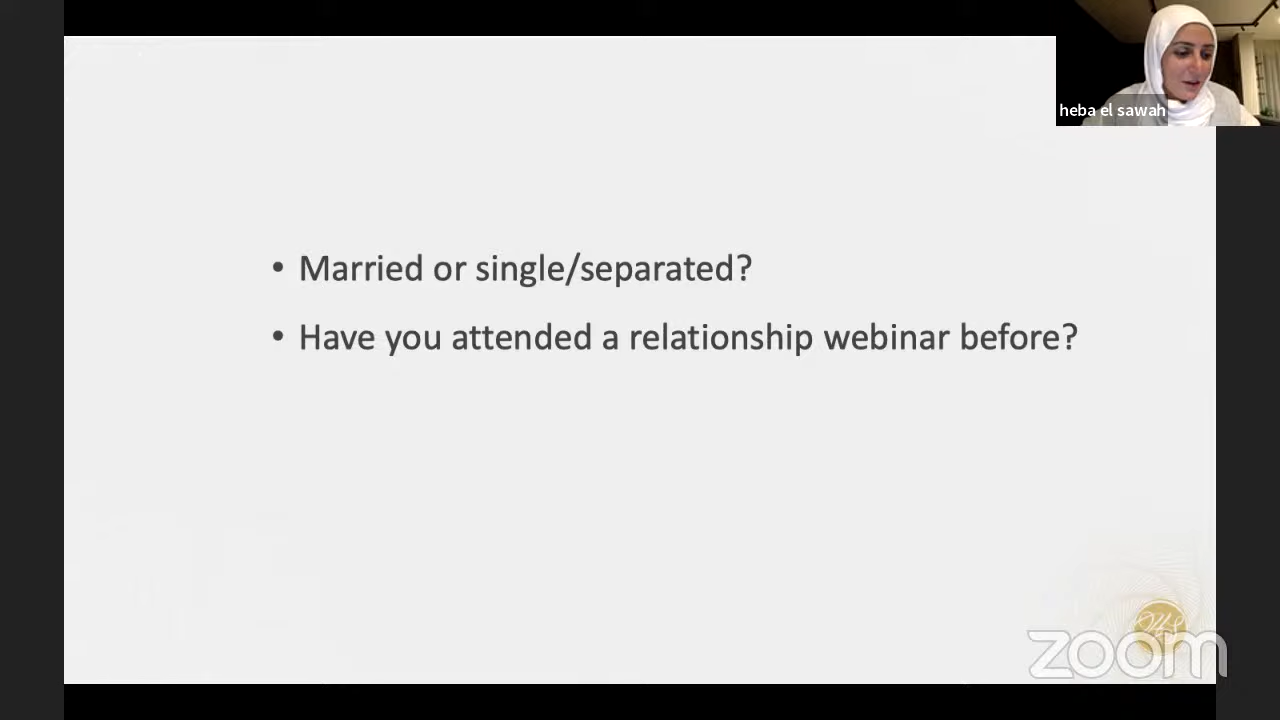 heba el sawah
• Married or single/separated?
• Have you attended a relationship webinar before?
zoom